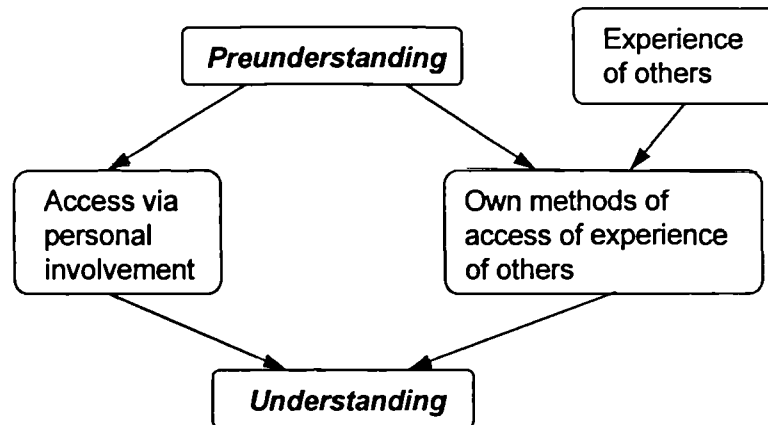 Preunderstanding
Experience
of others
Access via
personal
involvement
Own methods of
access of experience
of others
Understanding